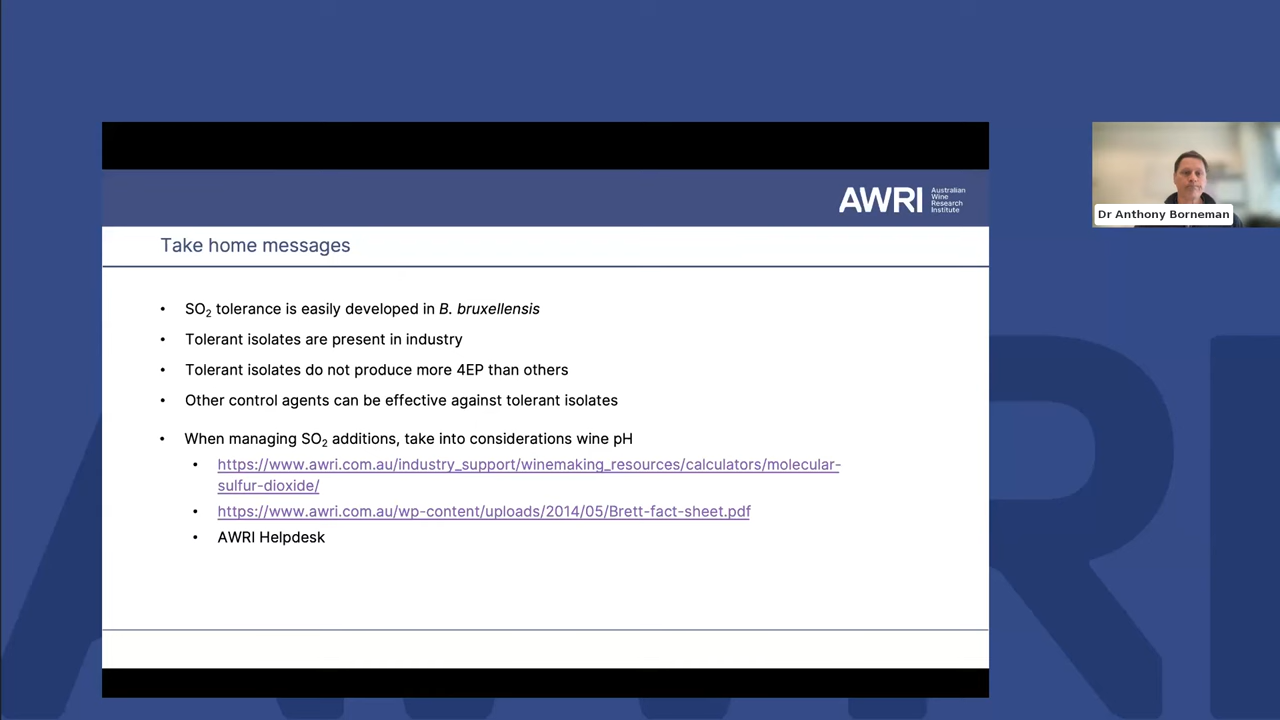 AWRI
Australian
Wine
Research
Institute
Dr Anthony Borneman
Take home messages
• SO₂ tolerance is easily developed in B. bruxellensis
• Tolerant isolates are present in industry
• Tolerant isolates do not produce more 4EP than others
• Other control agents can be effective against tolerant isolates
• When managing SO₂ additions, take into considerations wine pH
• https://www.awri.com.au/industry_support/winemaking_resources/calculators/molecular-
sulfur-dioxide/
• https://www.awri.com.au/wp-content/uploads/2014/05/Brett-fact-sheet.pdf
• AWRI Helpdesk
AWRI